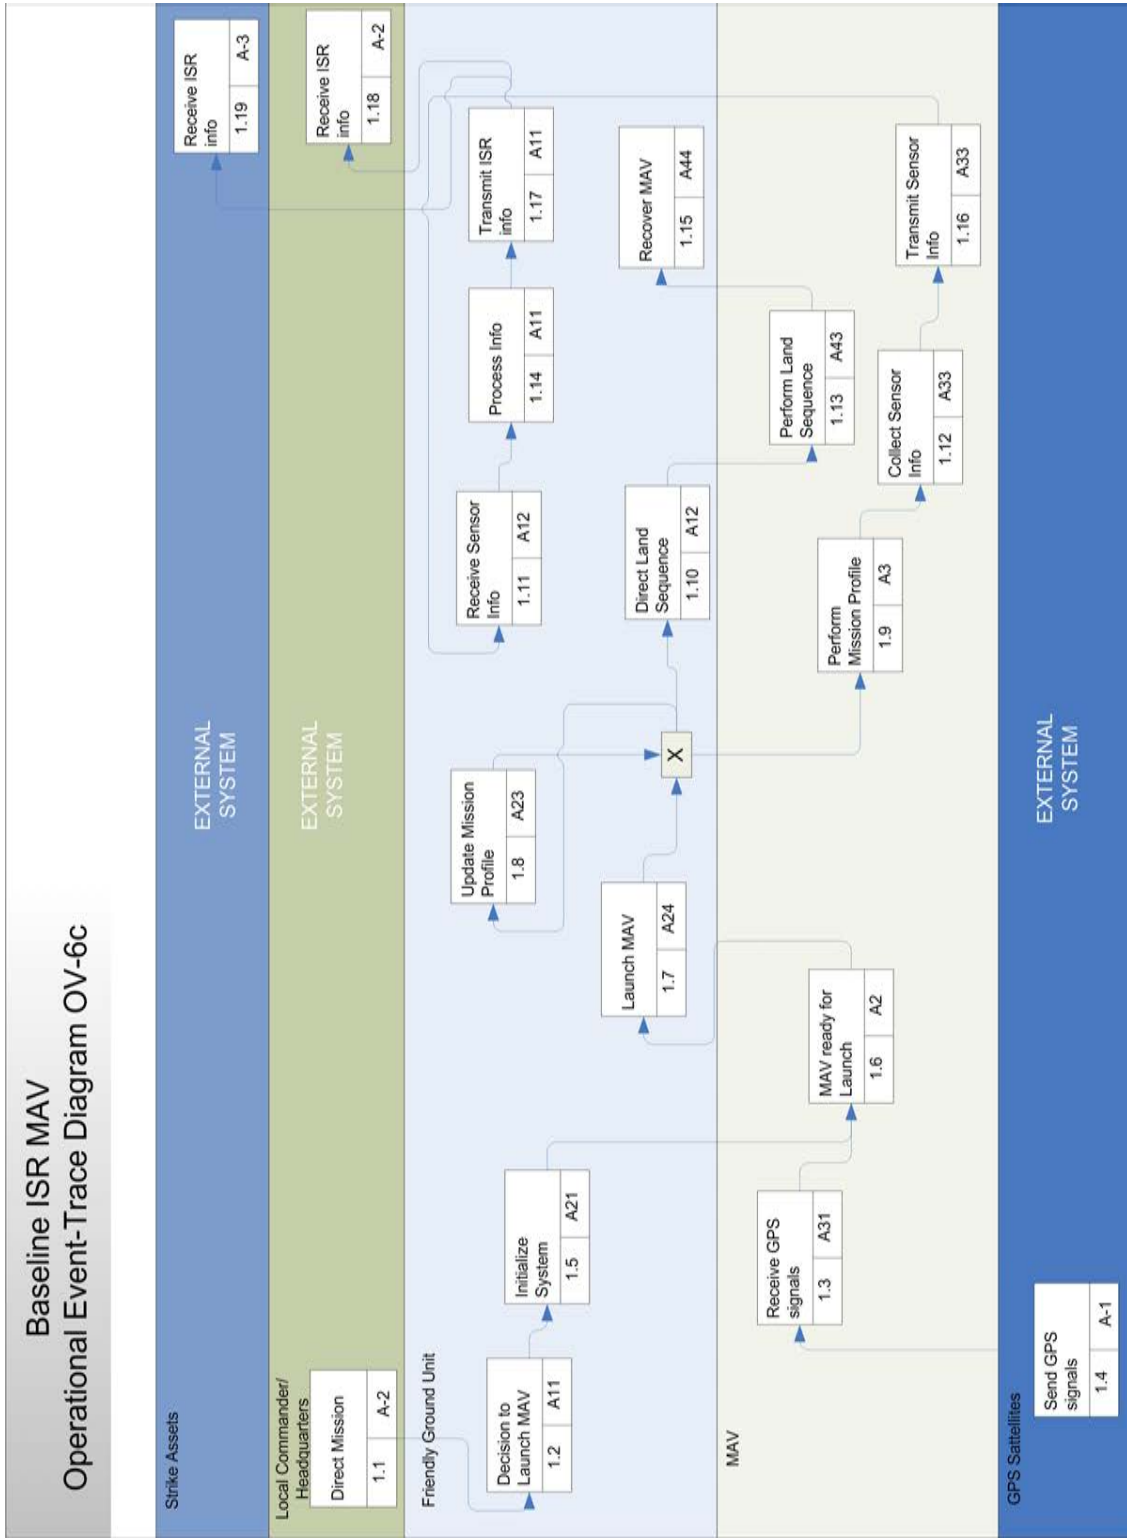 Baseline ISR MAV
Operational Event-Trace Diagram OV-6c
Strike Assets
EXTERNAL
SYSTEM
Receive ISR
info
1.19 A-3
Local Commander/
Headquarters
Direct Mission
1.1 A-2
EXTERNAL
SYSTEM
Receive ISR
info
1.18 A-2
Friendly Ground Unit
Decision to
Launch MAV
1.2 A11
Initialize
System
1.5 A21
Launch MAV
1.7 A24
Update Mission
Profile
1.8 A23
X
Receive Sensor
Info
1.11 A12
Direct Land
Sequence
1.10 A12
Process Info
1.14 A11
Transmit ISR
info
1.17 A11
Recover MAV
1.15 A44
MAV
Receive GPS
signals
1.3 A31
MAV ready for
Launch
1.6 A2
Perform
Mission Profile
1.9 A3
Perform Land
Sequence
1.13 A43
Collect Sensor
Info
1.12 A33
Transmit Sensor
Info
1.16 A33
GPS Sattellites
Send GPS
signals
1.4 A-1
EXTERNAL
SYSTEM